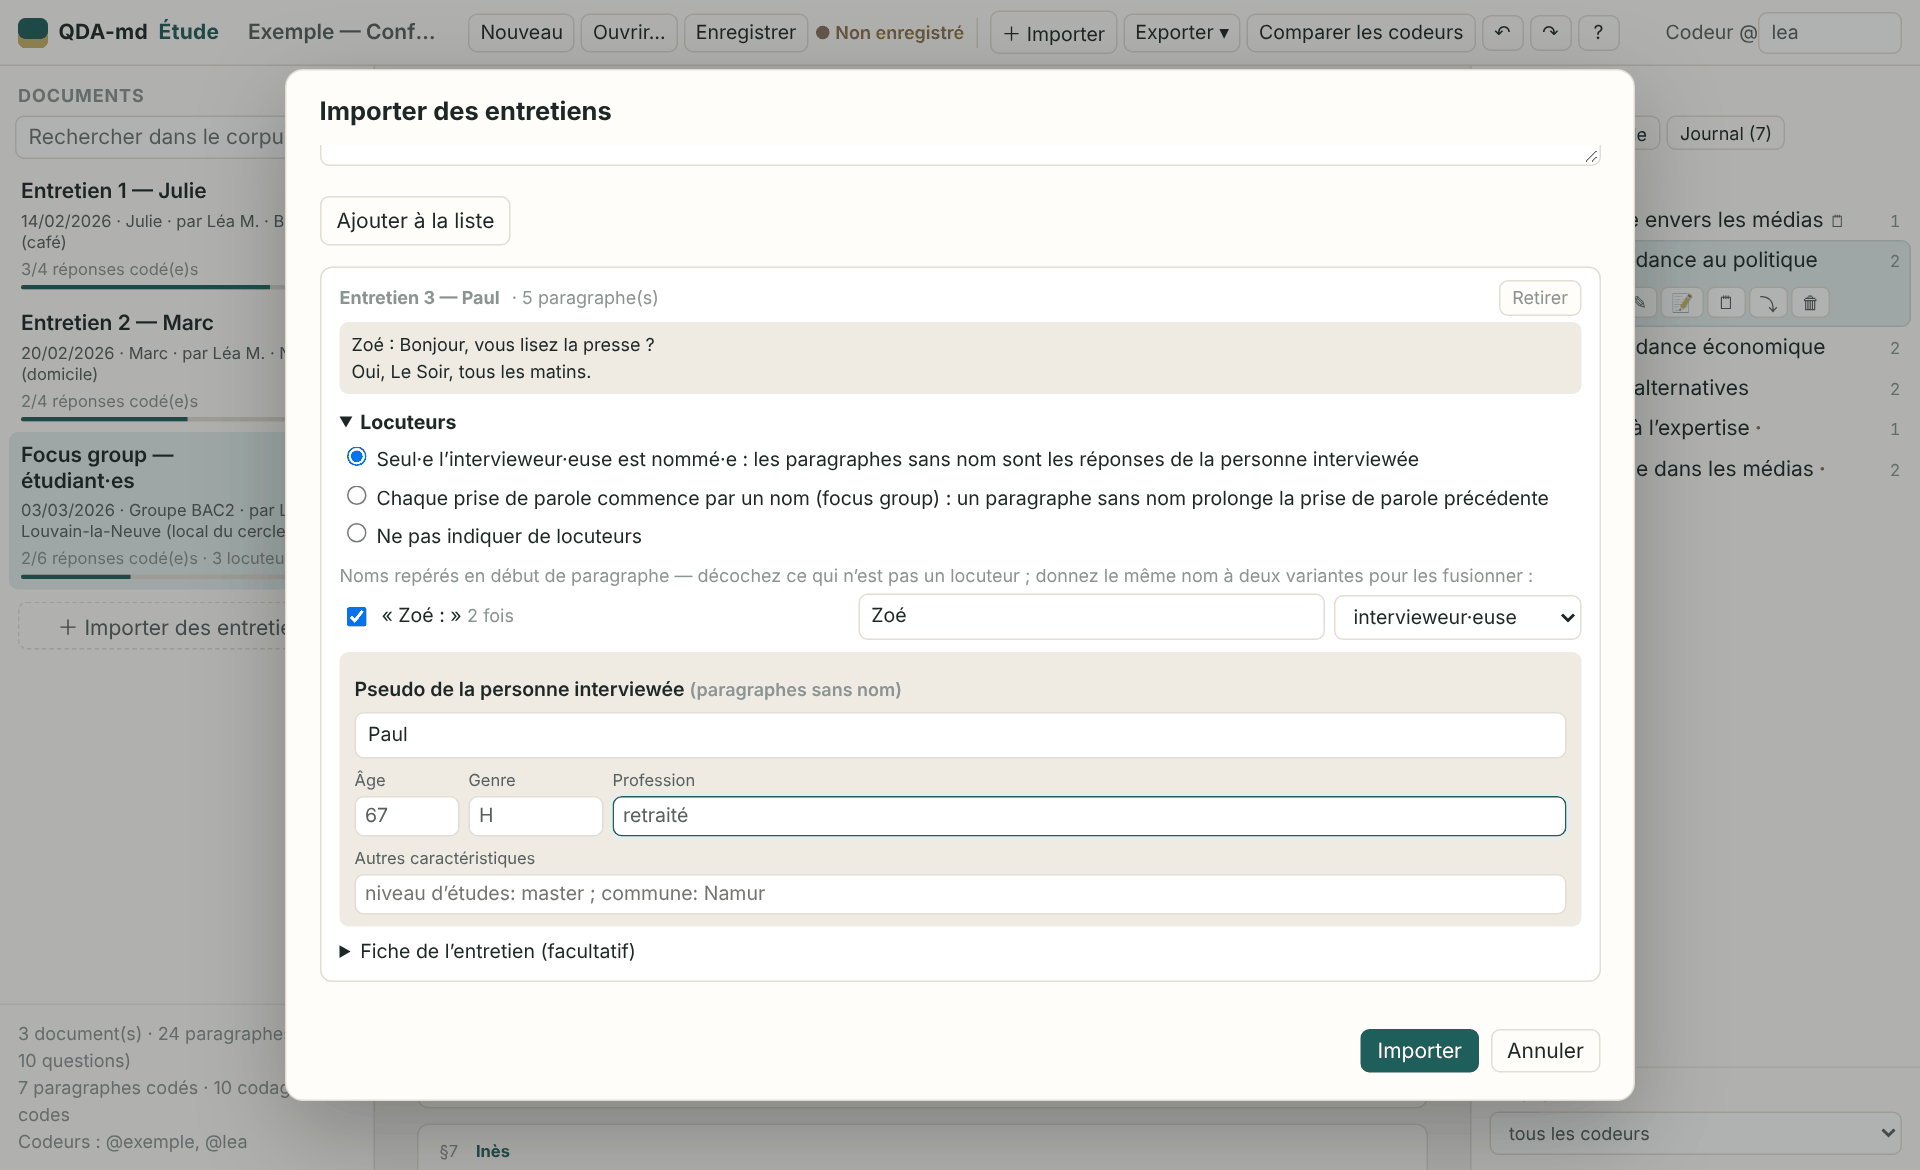 QDA-md Étude
Exemple — Conf...
Nouveau
Ouvrir...
Enregistrer
Non enregistré
+ Importer
Exporter ▾
Comparer les codeurs
↶
↷
?
Codeur @ lea
DOCUMENTS
Rechercher dans le corpu
Entretien 1 — Julie
14/02/2026 · Julie · par Léa M. · B
(café)
3/4 réponses codé(e)s
Entretien 2 — Marc
20/02/2026 · Marc · par Léa M. · N
(domicile)
2/4 réponses codé(e)s
Focus group —
étudiant·es
03/03/2026 · Groupe BAC2 · par L
Louvain-la-Neuve (local du cercle
2/6 réponses codé(e)s · 3 locuteu
+ Importer des entretie
3 document(s) · 24 paragraphe
10 questions)
7 paragraphes codés · 10 codag
codes
Codeurs : @exemple, @lea
Importer des entretiens
Ajouter à la liste
Entretien 3 — Paul · 5 paragraphe(s)
Retirer
Zoé : Bonjour, vous lisez la presse ?
Oui, Le Soir, tous les matins.
▼ Locuteurs
Seul·e l’intervieweur·euse est nommé·e : les paragraphes sans nom sont les réponses de la personne interviewée
Chaque prise de parole commence par un nom (focus group) : un paragraphe sans nom prolonge la prise de parole précédente
Ne pas indiquer de locuteurs
Noms repérés en début de paragraphe — décochez ce qui n’est pas un locuteur ; donnez le même nom à deux variantes pour les fusionner :
« Zoé : » 2 fois
Zoé
intervieweur·euse
Pseudo de la personne interviewée (paragraphes sans nom)
Paul
Âge
Genre
Profession
67
H
retraité
Autres caractéristiques
niveau d’études: master ; commune: Namur
▶ Fiche de l’entretien (facultatif)
Importer
Annuler
e
Journal (7)
e envers les médias 1
dance au politique 2
dance économique 2
alternatives 2
à l’expertise · 1
e dans les médias · 2
tous les codeurs
§7 Inès